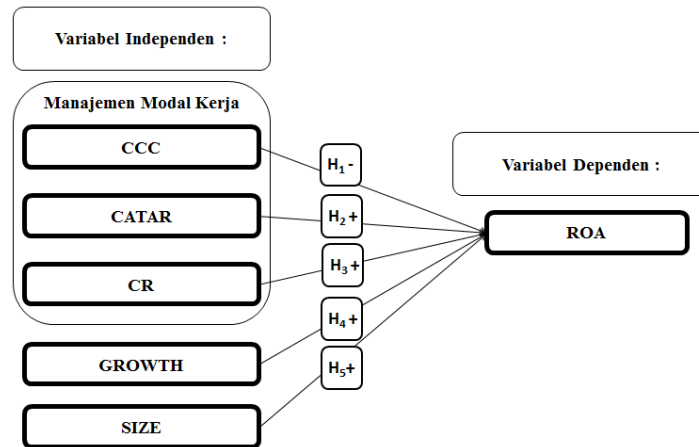 Variabel Independen :
Manajemen Modal Kerja
CCC
CATAR
CR
GROWTH
SIZE
H₁ -
H₂ +
H₃ +
H₄ +
H₅+
Variabel Dependen :
ROA